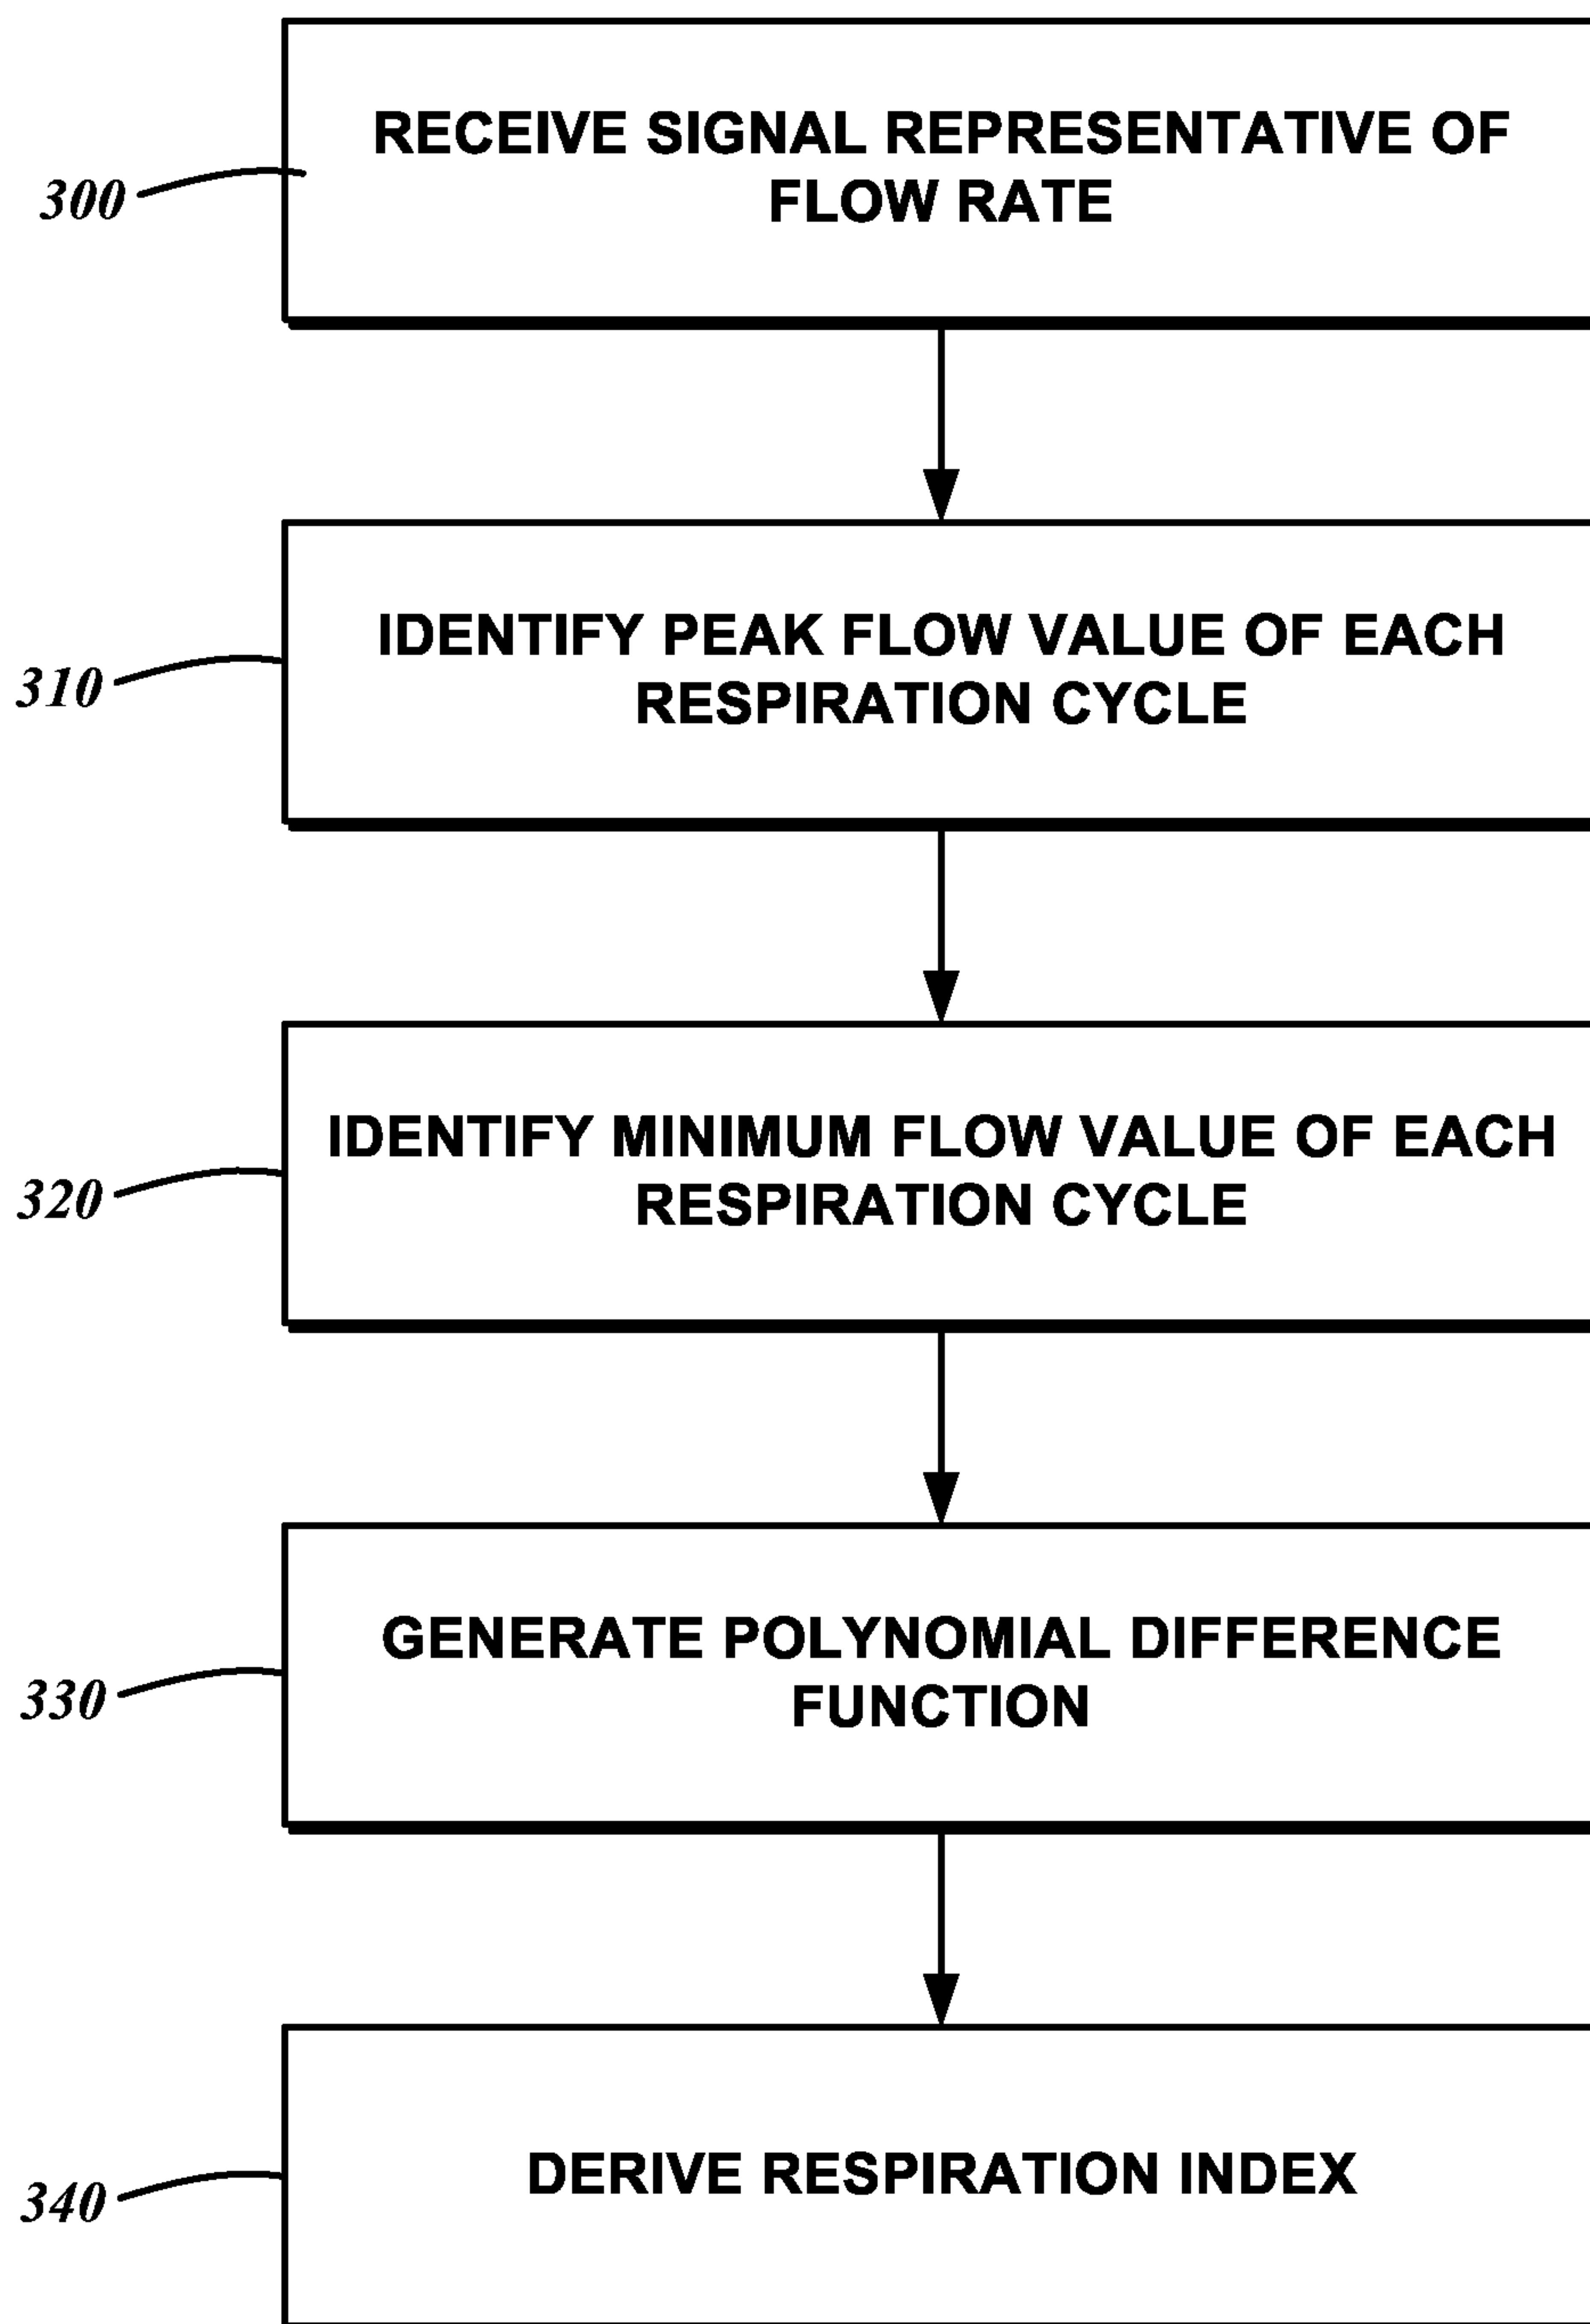 RECEIVE SIGNAL REPRESENTATIVE OF
FLOW RATE
300
IDENTIFY PEAK FLOW VALUE OF EACH
RESPIRATION CYCLE
310
IDENTIFY MINIMUM FLOW VALUE OF EACH
RESPIRATION CYCLE
320
GENERATE POLYNOMIAL DIFFERENCE
FUNCTION
330
DERIVE RESPIRATION INDEX
340